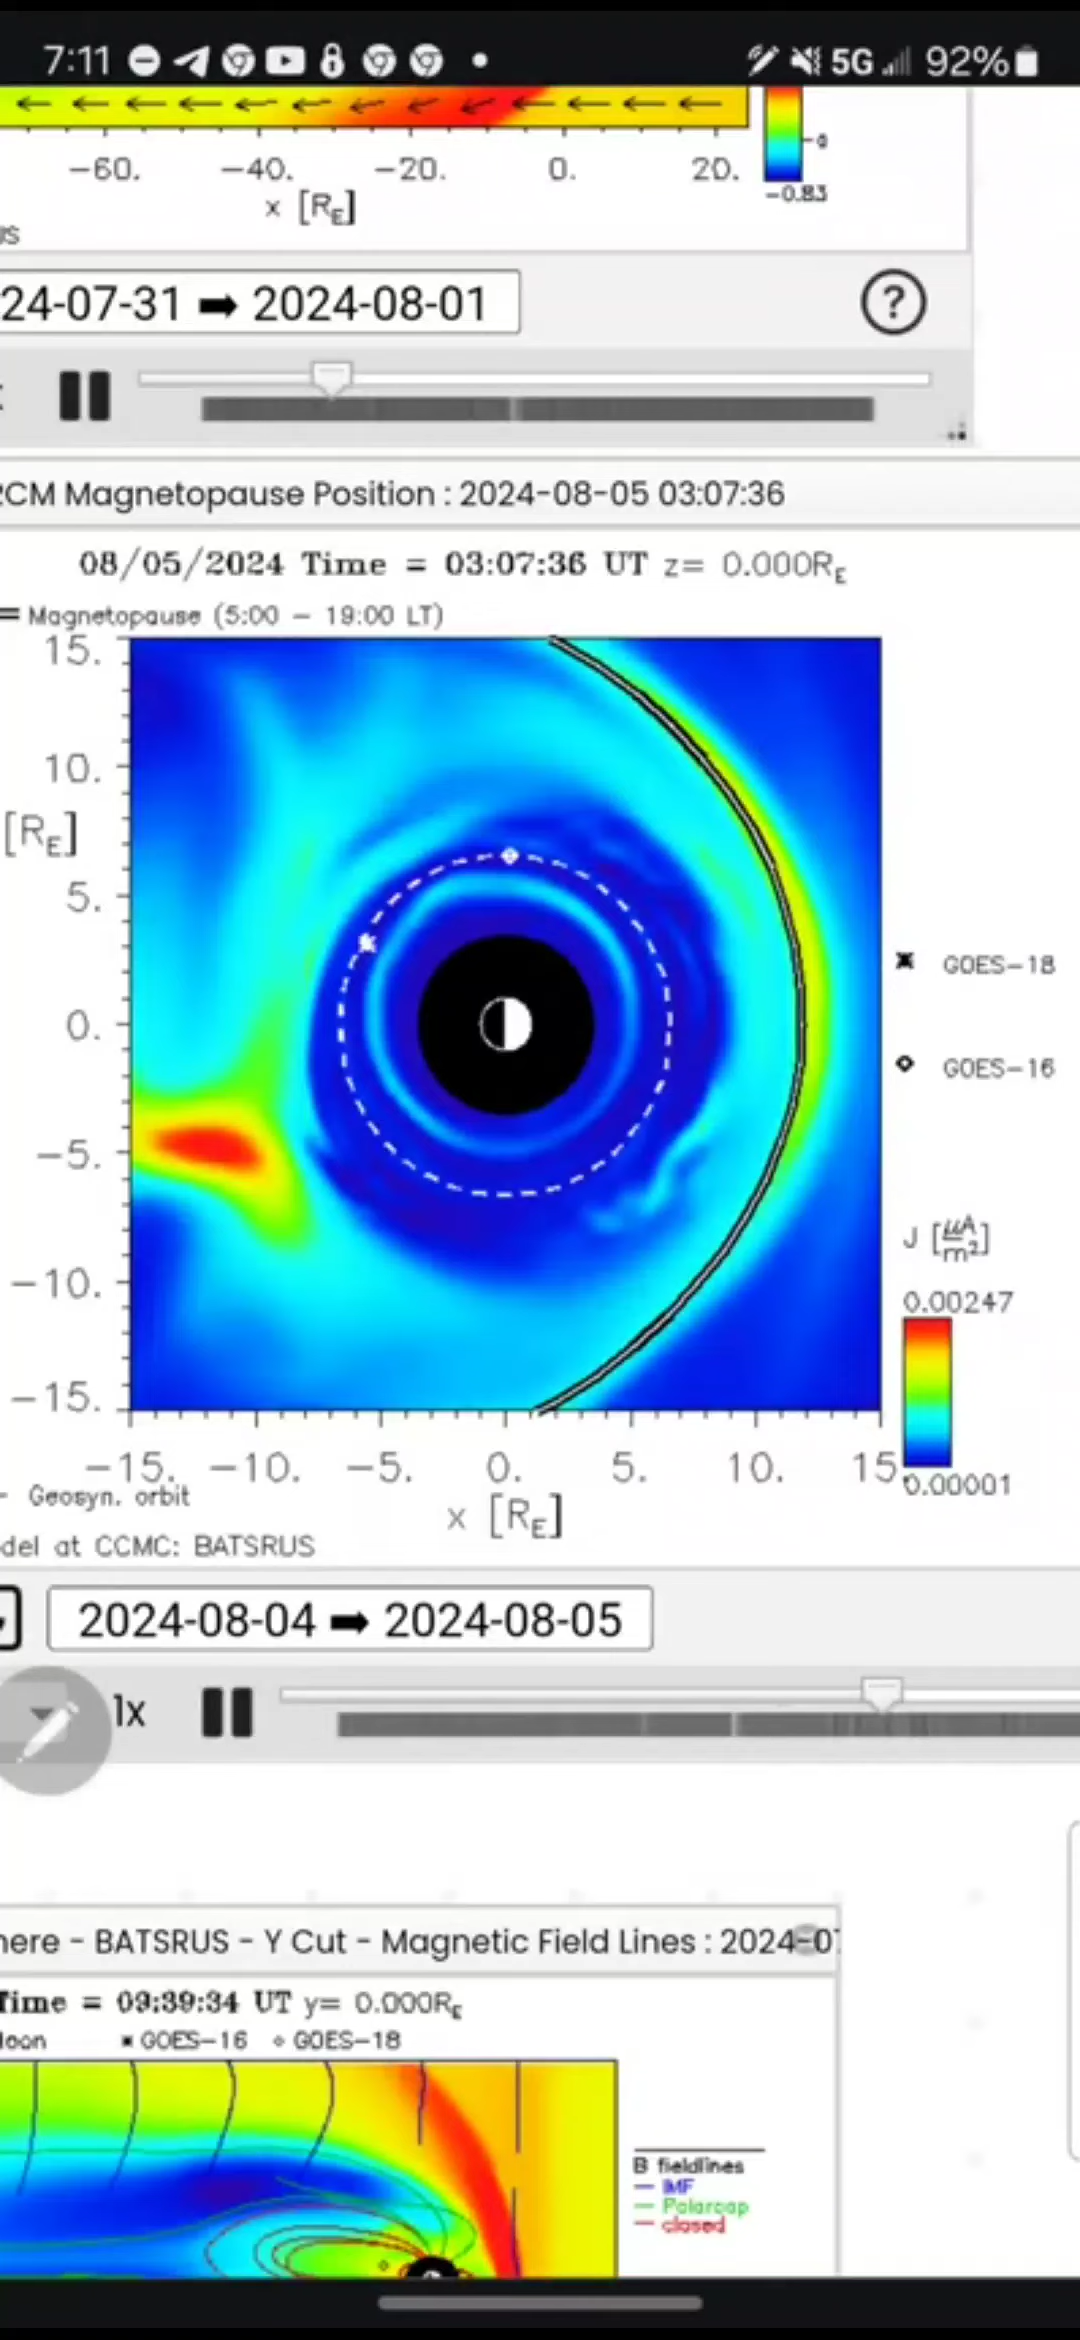 7:11 5G 92%
-60. -40. -20. 0. 20.
-0.83
x [RE]
24-07-31 ➡ 2024-08-01
?
CM Magnetopause Position : 2024-08-05 03:07:36
08/05/2024 Time = 03:07:36 UT z= 0.000RE
Magnetopause (5:00 - 19:00 LT)
15.
10.
[RE]
5.
0.
-5.
-10.
-15.
GOES-18
GOES-16
J [μA/m2]
0.00247
0.00001
-15. -10. -5. 0. 5. 10. 15.
Geosyn. orbit
x [RE]
del at CCMC: BATSRUS
2024-08-04 ➡ 2024-08-05
1x
here - BATSRUS - Y Cut - Magnetic Field Lines : 2024-07
Time = 09:39:34 UT y= 0.000RE
GOES-16 GOES-18
B fieldlines
IMF
Polarcap
closed